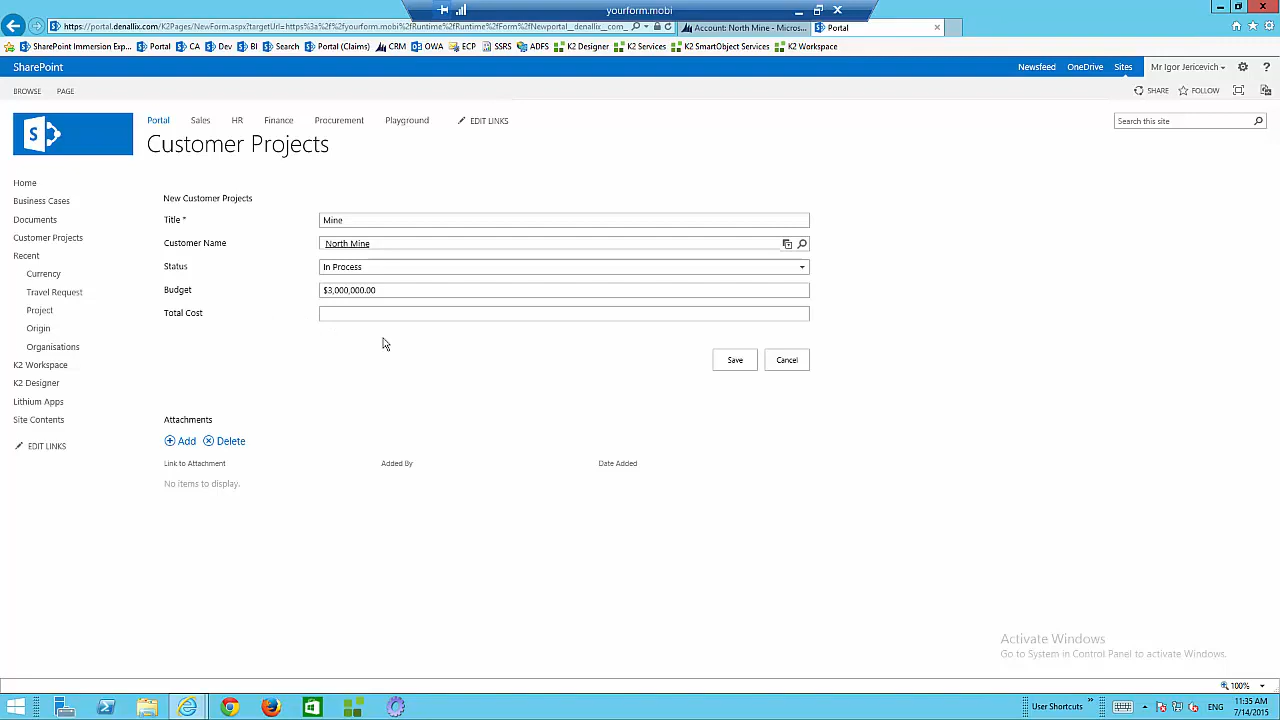 yourform.mobi
https://portal.denallix.com/K2Pages/NewForm.aspx?targetUrl=https%3a%2f%2fyourform.mobi%2fRuntime%2fRuntime%2fForm%2fNewportal__denallix__com_
Account: North Mine - Micros...
Portal
SharePoint Immersion Exp... Portal CA Dev BI Search Portal (Claims) CRM OWA ECP SSRS ADFS K2 Designer K2 Services K2 SmartObject Services K2 Workspace
SharePoint
Newsfeed OneDrive Sites Mr Igor Jericevich ?
BROWSE PAGE
SHARE FOLLOW
S
Portal Sales HR Finance Procurement Playground EDIT LINKS
Search this site
Customer Projects
Home
Business Cases
Documents
Customer Projects
Recent
Currency
Travel Request
Project
Origin
Organisations
K2 Workspace
K2 Designer
Lithium Apps
Site Contents
EDIT LINKS
New Customer Projects
Title * Mine
Customer Name North Mine
Status In Process
Budget $3,000,000.00
Total Cost
Save Cancel
Attachments
Add Delete
Link to Attachment Added By Date Added
No items to display.
Activate Windows
Go to System in Control Panel to activate Windows.
100%
User Shortcuts
ENG
11:35 AM
7/14/2015